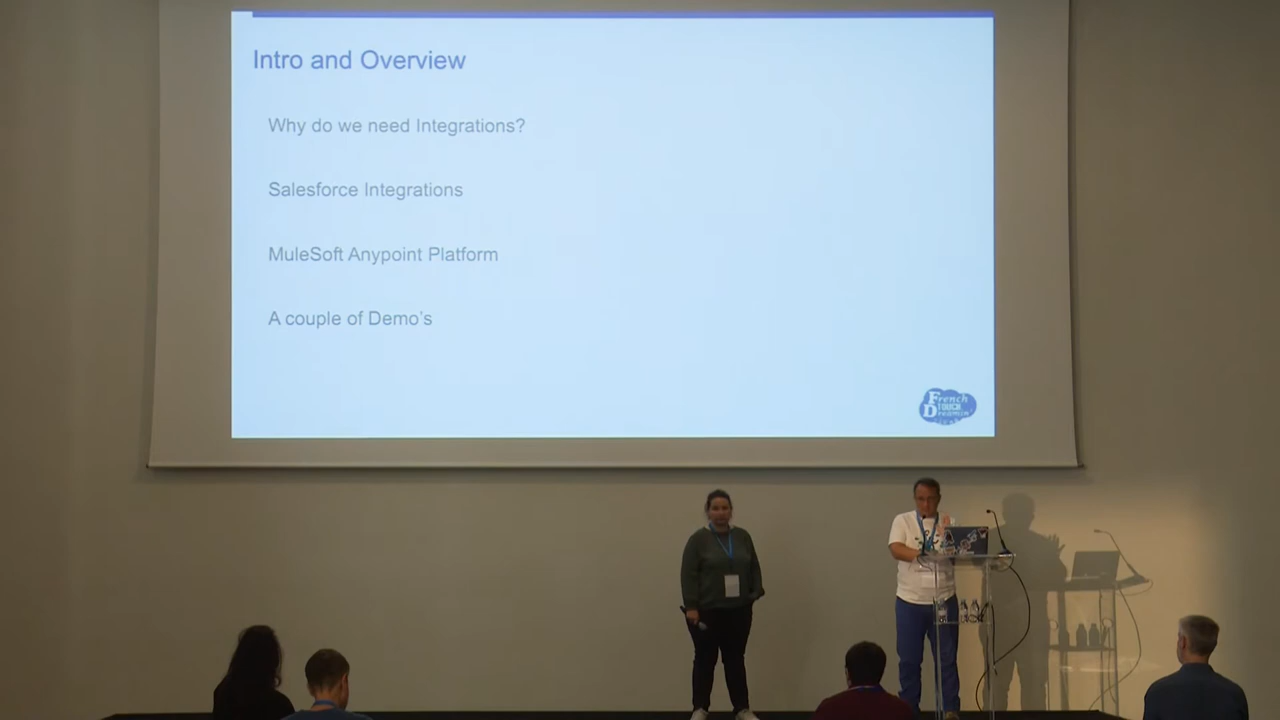 Intro and Overview
Why do we need Integrations?
Salesforce Integrations
MuleSoft Anypoint Platform
A couple of Demo's
French
TOUCH
Dreamin'